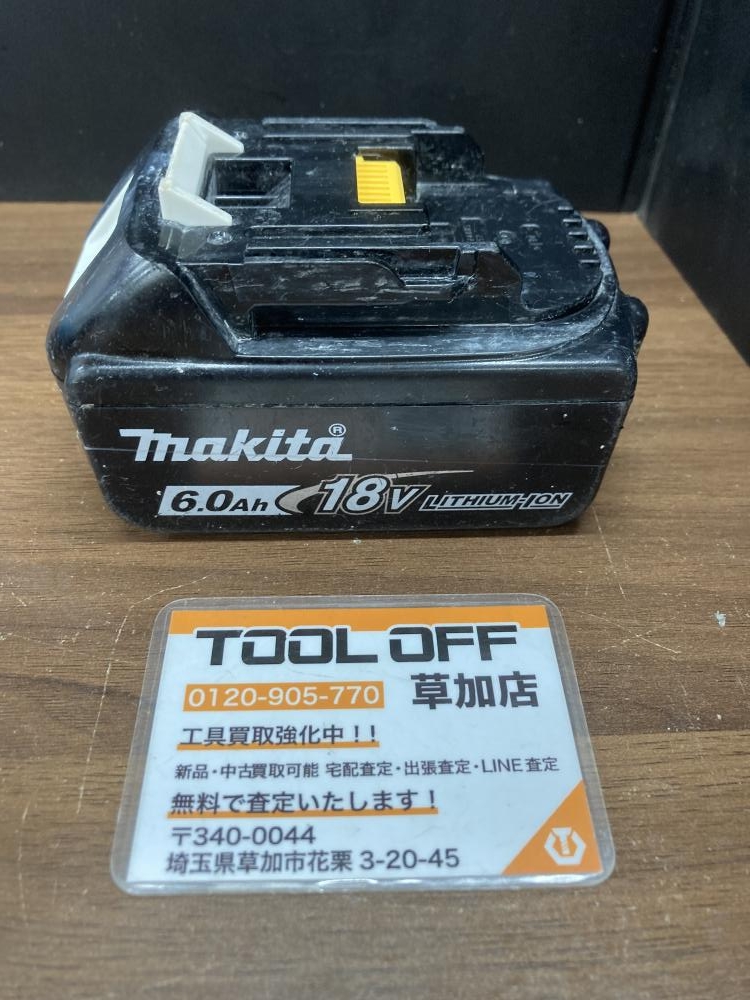 makita®
6.0Ah 18V LITHIUM-ION
TOOL OFF
0120-905-770 草加店
工具買取強化中!!
新品・中古買取可能 宅配査定・出張査定・LINE査定
無料で査定いたします!
〒340-0044
埼玉県草加市花栗3-20-45